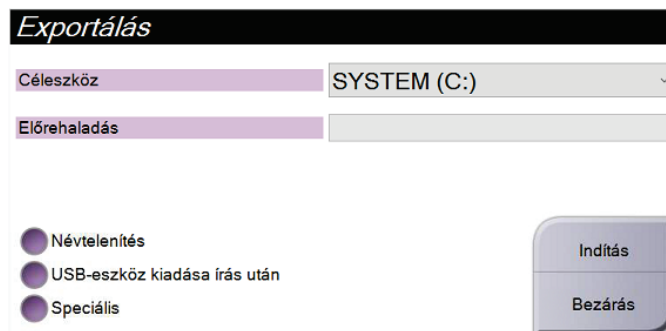 Exportálás
Céleszköz
SYSTEM (C:)
Előrehaladás
Névtelenítés
USB-eszköz kiadása írás után
Speciális
Indítás
Bezárás